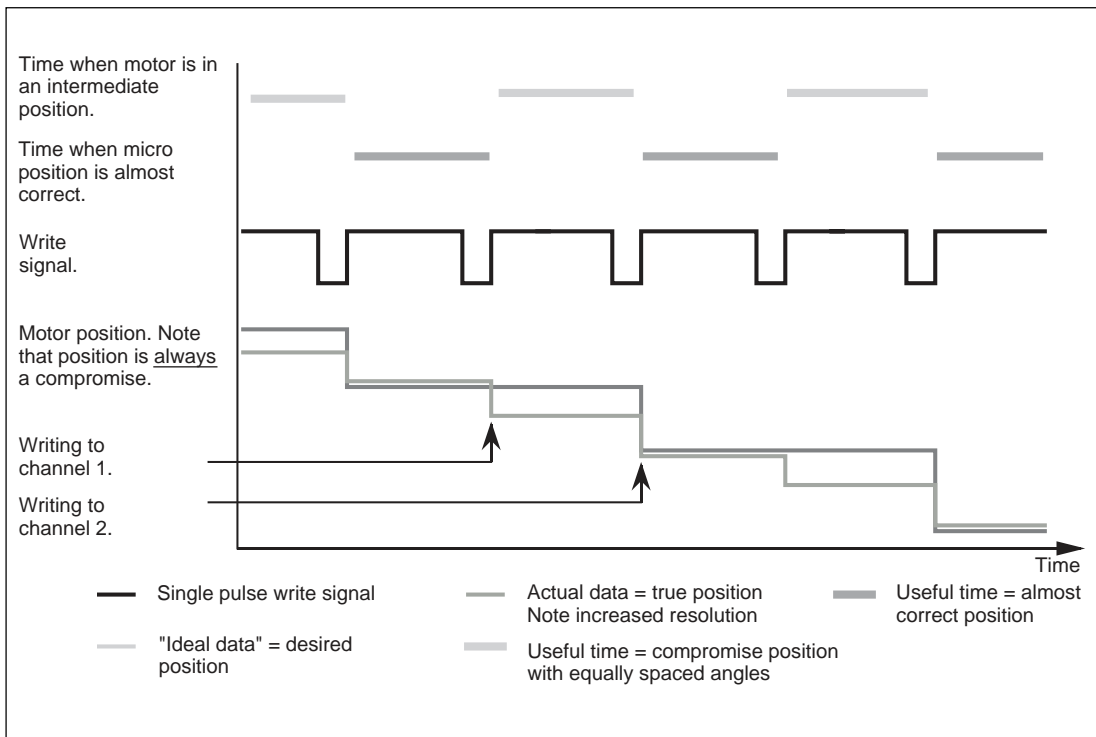 Time when motor is in
an intermediate
position.
Time when micro
position is almost
correct.
Write
signal.
Motor position. Note
that position is always
a compromise.
Writing to
channel 1.
Writing to
channel 2.
Time
Single pulse write signal
"Ideal data" = desired
position
Actual data = true position
Note increased resolution
Useful time = compromise position
with equally spaced angles
Useful time = almost
correct position